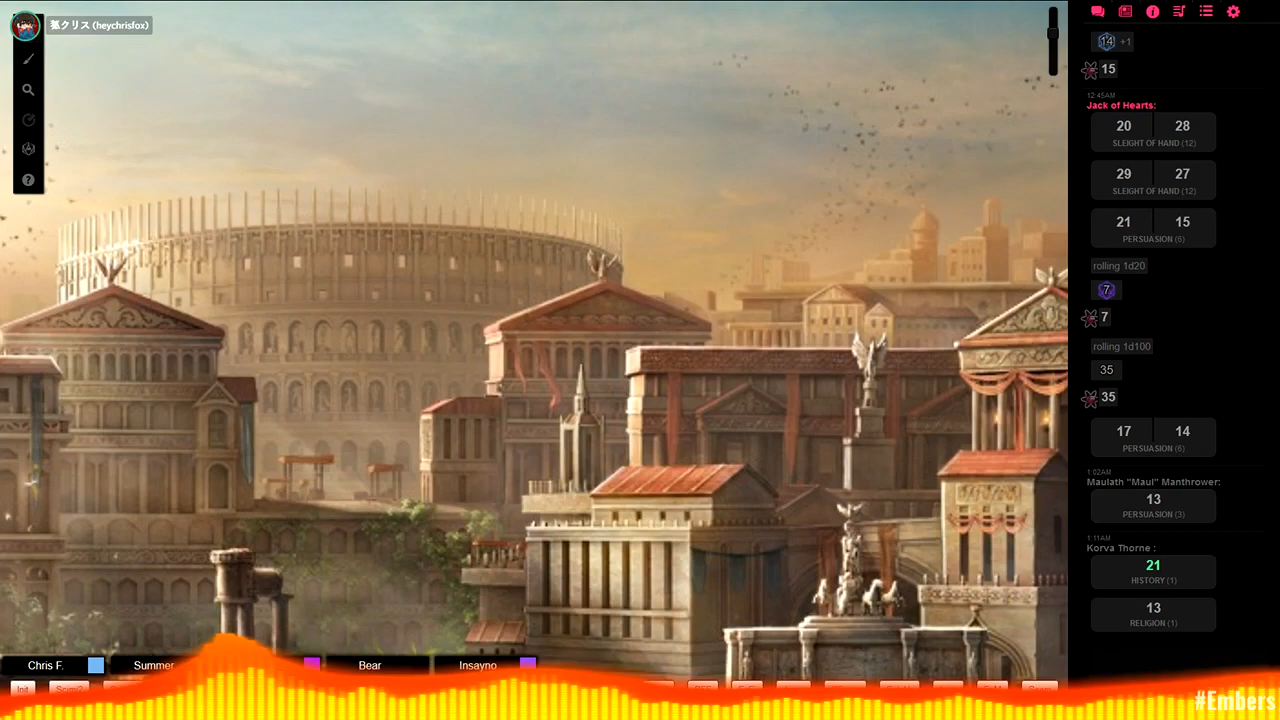 狐クリス (heychrisfox)
14 +1
15
12:45AM
Jack of Hearts:
20 28
SLEIGHT OF HAND (12)
29 27
SLEIGHT OF HAND (12)
21 15
PERSUASION (6)
rolling 1d20
7
7
rolling 1d100
35
35
17 14
PERSUASION (6)
1:02AM
Maulath "Maul" Manthrower:
13
PERSUASION (3)
1:11AM
Korva Thorne :
21
HISTORY (1)
13
RELIGION (1)
Chris F. Summer Bear Insayno
Init
#Embers